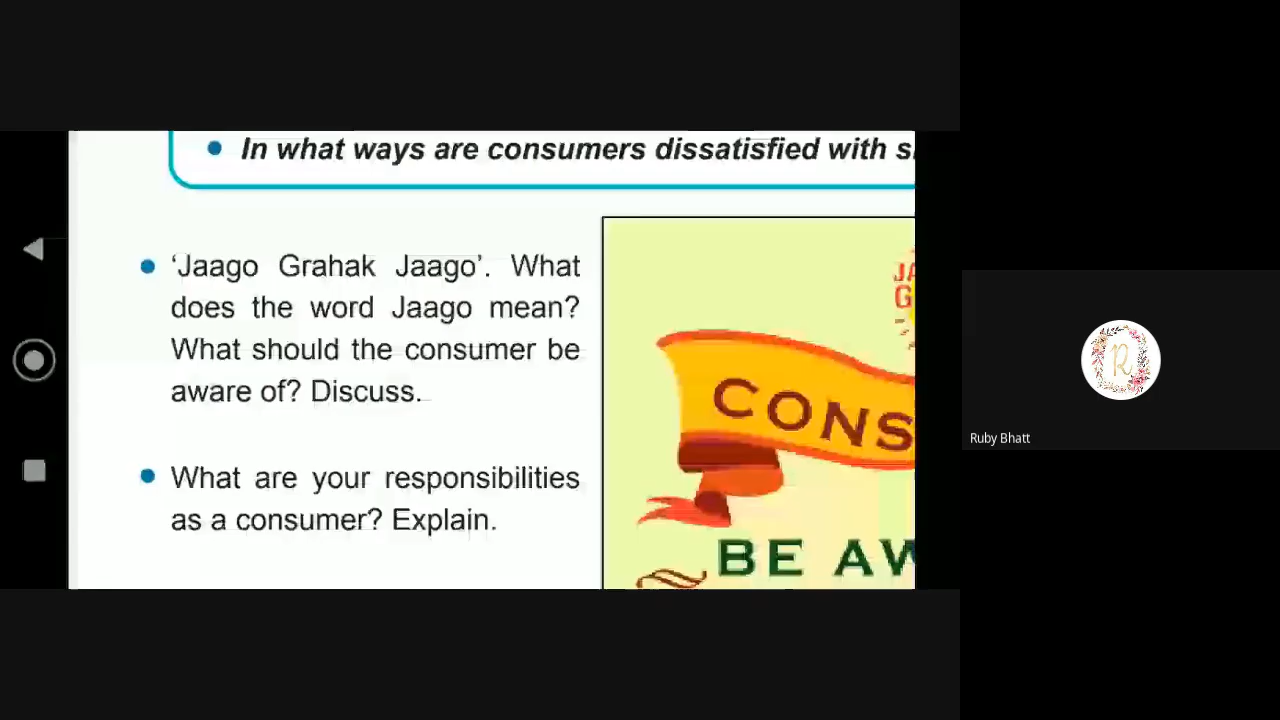 In what ways are consumers dissatisfied with
‘Jaago Grahak Jaago’. What
does the word Jaago mean?
What should the consumer be
aware of? Discuss.
What are your responsibilities
as a consumer? Explain.
CONS
BE AW
R
Ruby Bhatt